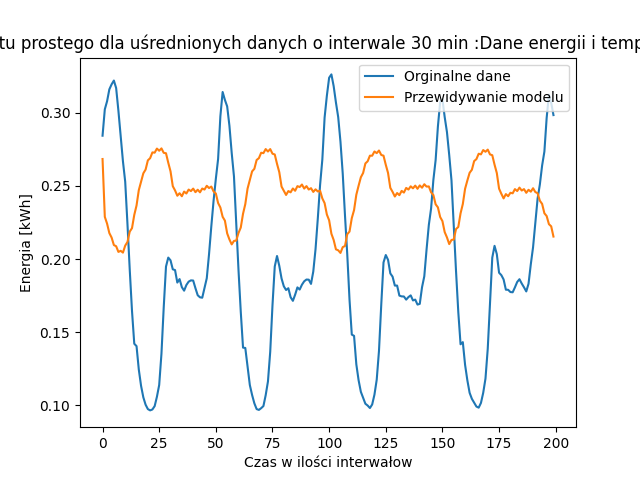 tu prostego dla uśrednionych danych o interwale 30 min :Dane energii i temp
Orginalne dane
Przewidywanie modelu
0.30
0.25
0.20
0.15
0.10
Energia [kWh]
0 25 50 75 100 125 150 175 200
Czas w ilości interwałow